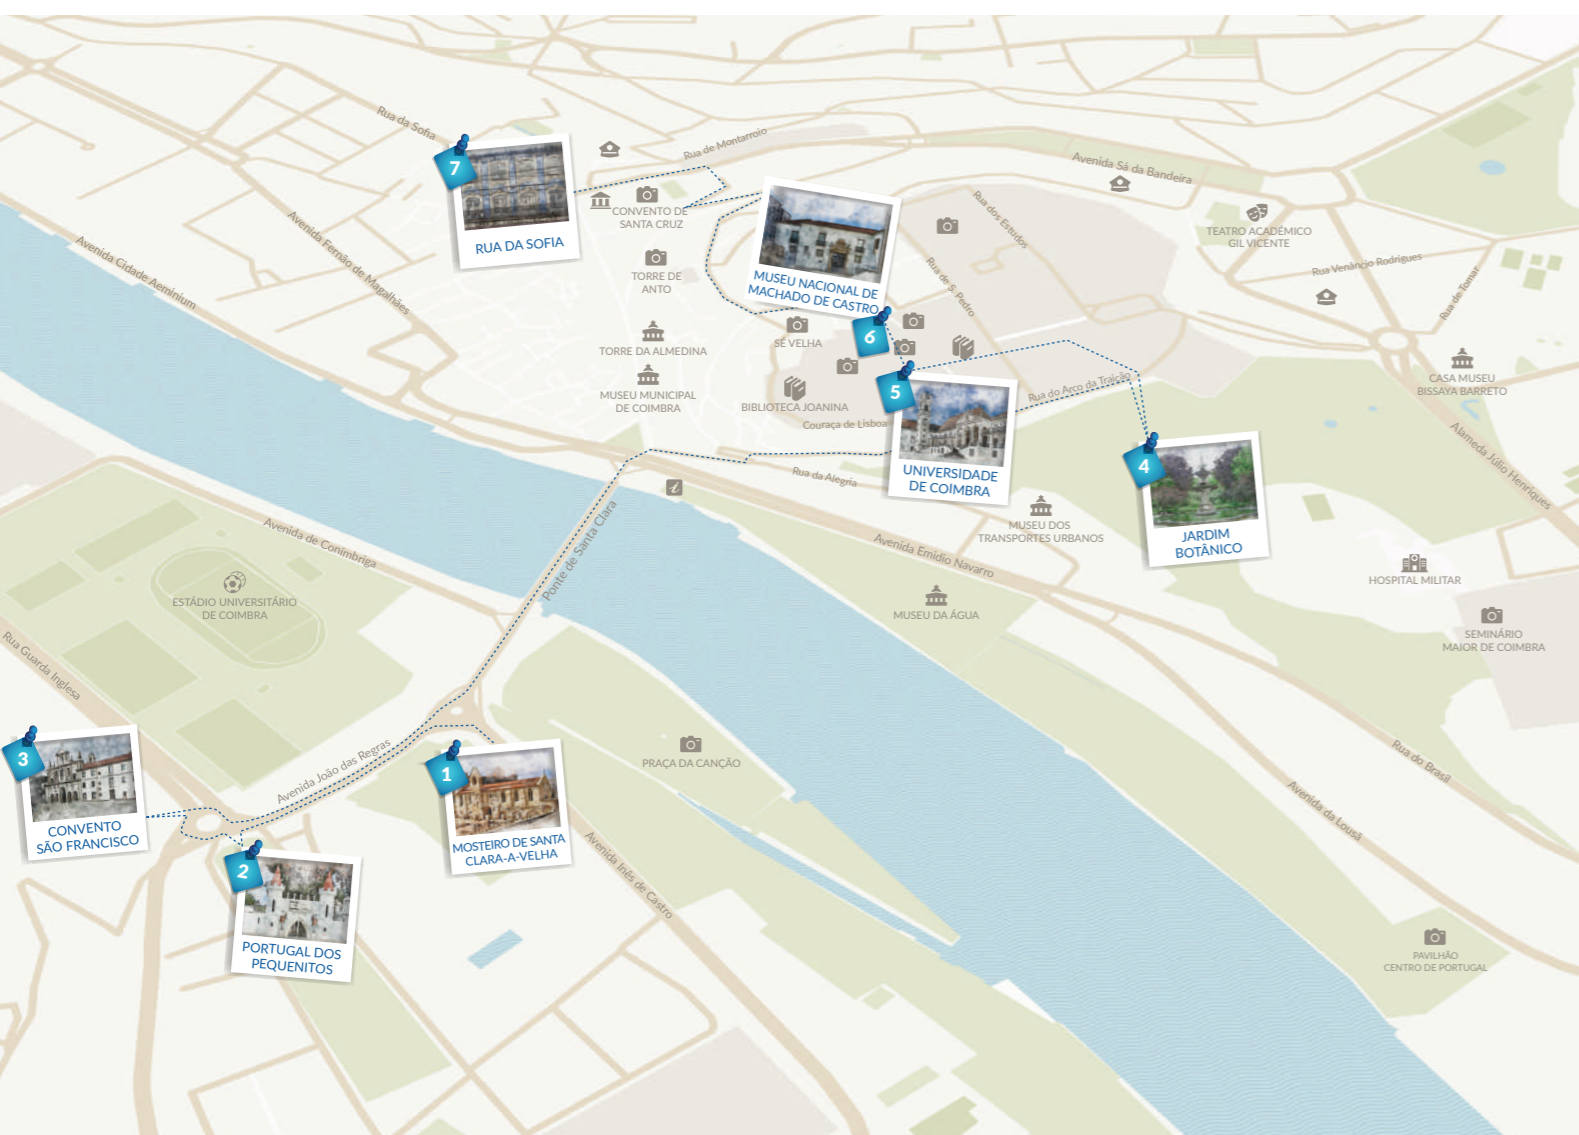 Rua da Sofia
7
RUA DA SOFIA
Rua de Montarroio
CONVENTO DE
SANTA CRUZ
TORRE DE
ANTO
TORRE DA ALMEDINA
MUSEU MUNICIPAL
DE COIMBRA
MUSEU NACIONAL DE
MACHADO DE CASTRO
6
SÉ VELHA
BIBLIOTECA JOANINA
Couraça de Lisboa
Avenida Sá da Bandeira
Rua dos Estudos
Rua de S. Pedro
TEATRO ACADÉMICO
GIL VICENTE
Rua Venâncio Rodrigues
Rua de Tomar
CASA MUSEU
BISSAYA BARRETO
Alameda Júlio Henriques
Avenida Cidade Aeminium
Avenida Fernão de Magalhães
5
UNIVERSIDADE
DE COIMBRA
Rua do Arco da Traição
4
JARDIM
BOTÂNICO
Rua da Alegria
i
MUSEU DOS
TRANSPORTES URBANOS
Avenida Emidio Navarro
MUSEU DA ÁGUA
HOSPITAL MILITAR
SEMINÁRIO
MAIOR DE COIMBRA
Avenida de Conimbriga
Ponte de Santa Clara
ESTÁDIO UNIVERSITÁRIO
DE COIMBRA
Rua Guarda Inglesa
3
CONVENTO
SÃO FRANCISCO
Avenida João das Regras
1
MOSTEIRO DE SANTA
CLARA-A-VELHA
2
PORTUGAL DOS
PEQUENITOS
PRAÇA DA CANÇÃO
Avenida Inês de Castro
Rua do Brasil
Avenida da Lousã
PAVILHÃO
CENTRO DE PORTUGAL